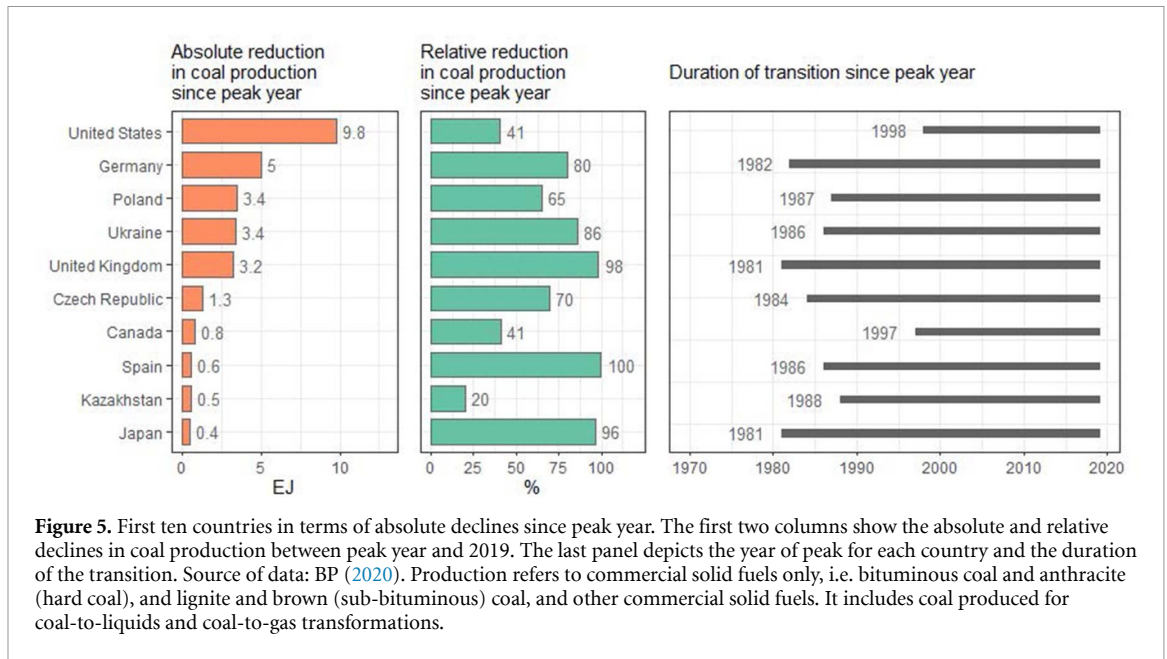 Absolute reduction
in coal production
since peak year
Relative reduction
in coal production
since peak year
Duration of transition since peak year
United States 9.8 41 1998
Germany 5 80 1982
Poland 3.4 65 1987
Ukraine 3.4 86 1986
United Kingdom 3.2 98 1981
Czech Republic 1.3 70 1984
Canada 0.8 41 1997
Spain 0.6 100 1986
Kazakhstan 0.5 20 1988
Japan 0.4 96 1981
0 5 10 0 25 50 75 100 1970 1980 1990 2000 2010 2020
EJ %
Figure 5. First ten countries in terms of absolute declines since peak year. The first two columns show the absolute and relative
declines in coal production between peak year and 2019. The last panel depicts the year of peak for each country and the duration
of the transition. Source of data: BP (2020). Production refers to commercial solid fuels only, i.e. bituminous coal and anthracite
(hard coal), and lignite and brown (sub-bituminous) coal, and other commercial solid fuels. It includes coal produced for
coal-to-liquids and coal-to-gas transformations.